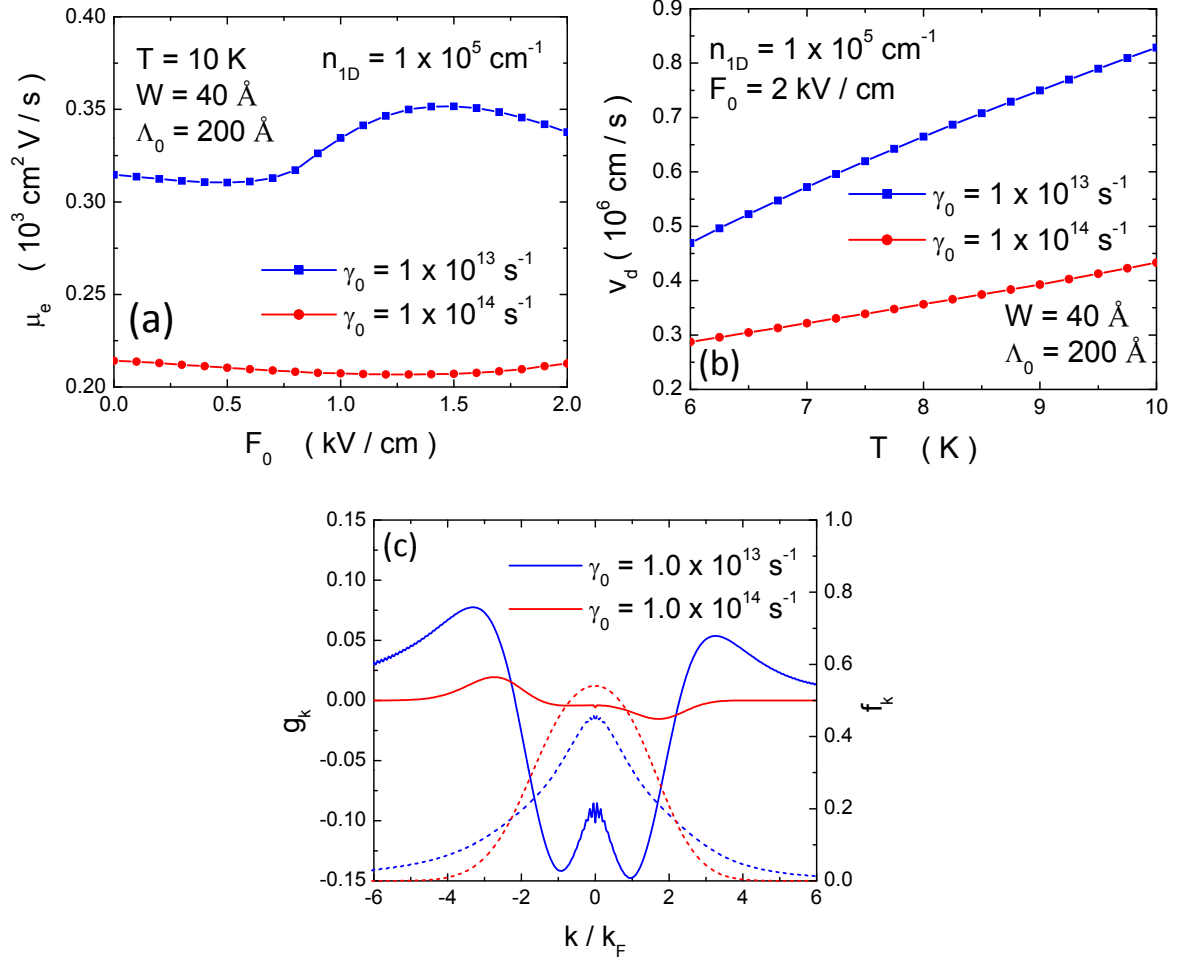 0.40
0.35
0.30
0.25
0.20
0.0
0.5
1.0
1.5
2.0
μe ( 10³ cm² V / s )
F₀ ( kV / cm )
T = 10 K
n₁D = 1 x 10⁵ cm⁻¹
W = 40 Å
Λ₀ = 200 Å
γ₀ = 1 x 10¹³ s⁻¹
γ₀ = 1 x 10¹⁴ s⁻¹
(a)
0.9
0.8
0.7
0.6
0.5
0.4
0.3
0.2
6
7
8
9
10
v_d ( 10⁶ cm / s )
T ( K )
n₁D = 1 x 10⁵ cm⁻¹
F₀ = 2 kV / cm
γ₀ = 1 x 10¹³ s⁻¹
γ₀ = 1 x 10¹⁴ s⁻¹
W = 40 Å
Λ₀ = 200 Å
(b)
0.15
0.10
0.05
0.00
-0.05
-0.10
-0.15
1.0
0.8
0.6
0.4
0.2
0.0
-6
-4
-2
0
2
4
6
g_k
f_k
k / k_F
(c)
γ₀ = 1.0 x 10¹³ s⁻¹
γ₀ = 1.0 x 10¹⁴ s⁻¹